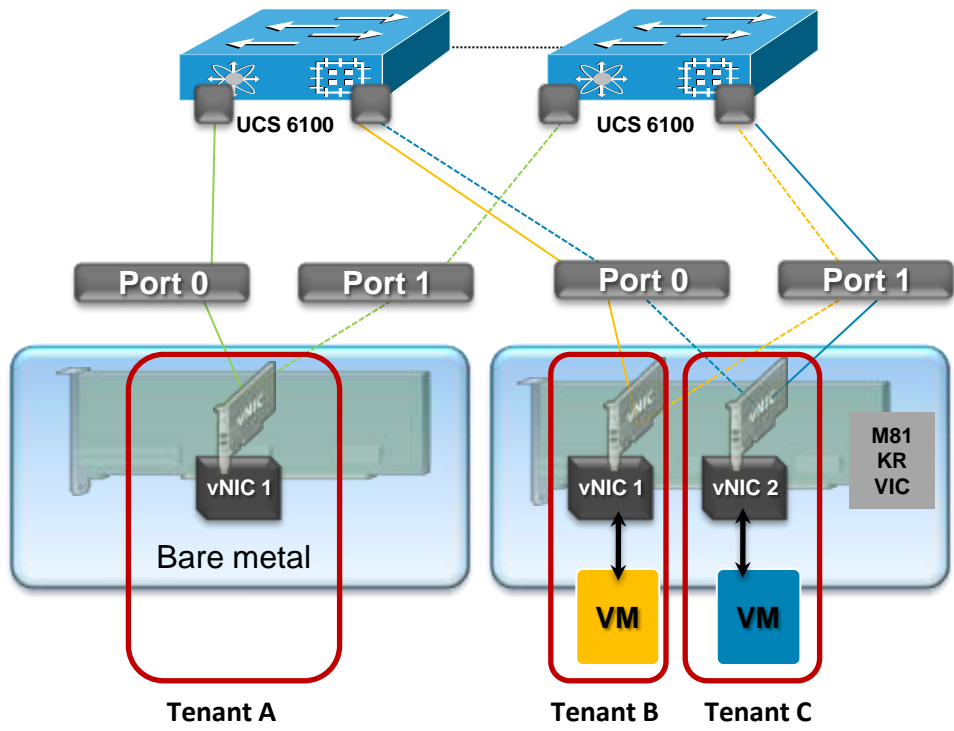 UCS 6100
UCS 6100
Port 0
Port 1
Port 0
Port 1
vNIC
vNIC
vNIC
vNIC 1
vNIC 1
vNIC 2
M81
KR
VIC
Bare metal
VM
VM
Tenant A
Tenant B
Tenant C